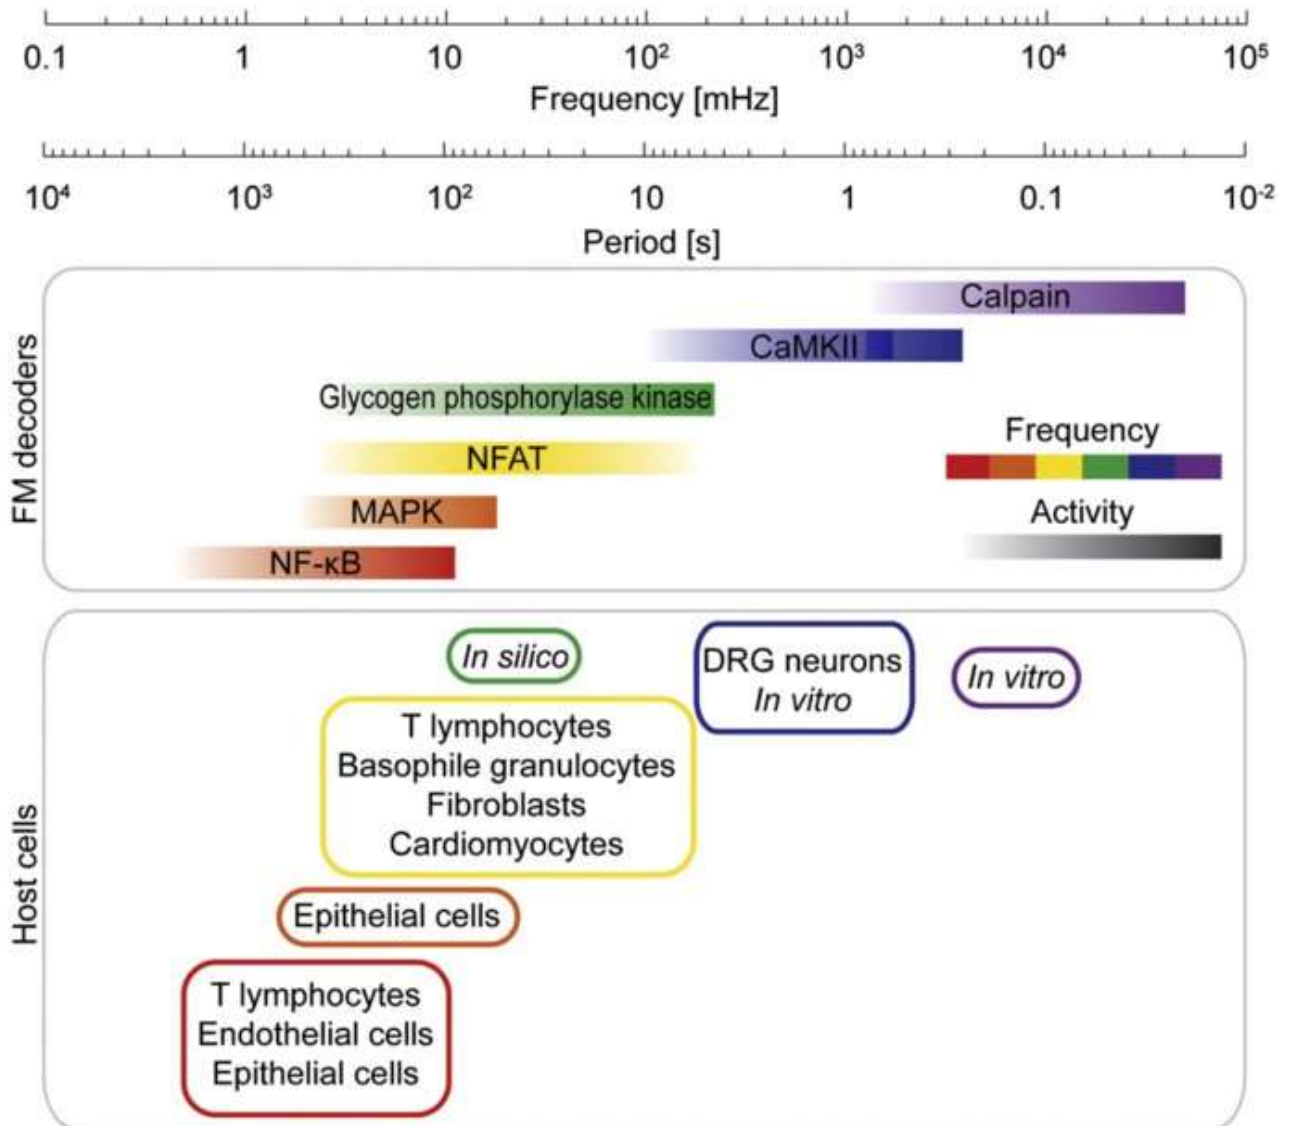 0.1 1 10 10² 10³ 10⁴ 10⁵
Frequency [mHz]
10⁴ 10³ 10² 10 1 0.1 10⁻²
Period [s]
FM decoders
Calpain
CaMKII
Glycogen phosphorylase kinase
Frequency
NFAT
MAPK
Activity
NF-κB
Host cells
In silico
DRG neurons
In vitro
In vitro
T lymphocytes
Basophile granulocytes
Fibroblasts
Cardiomyocytes
Epithelial cells
T lymphocytes
Endothelial cells
Epithelial cells